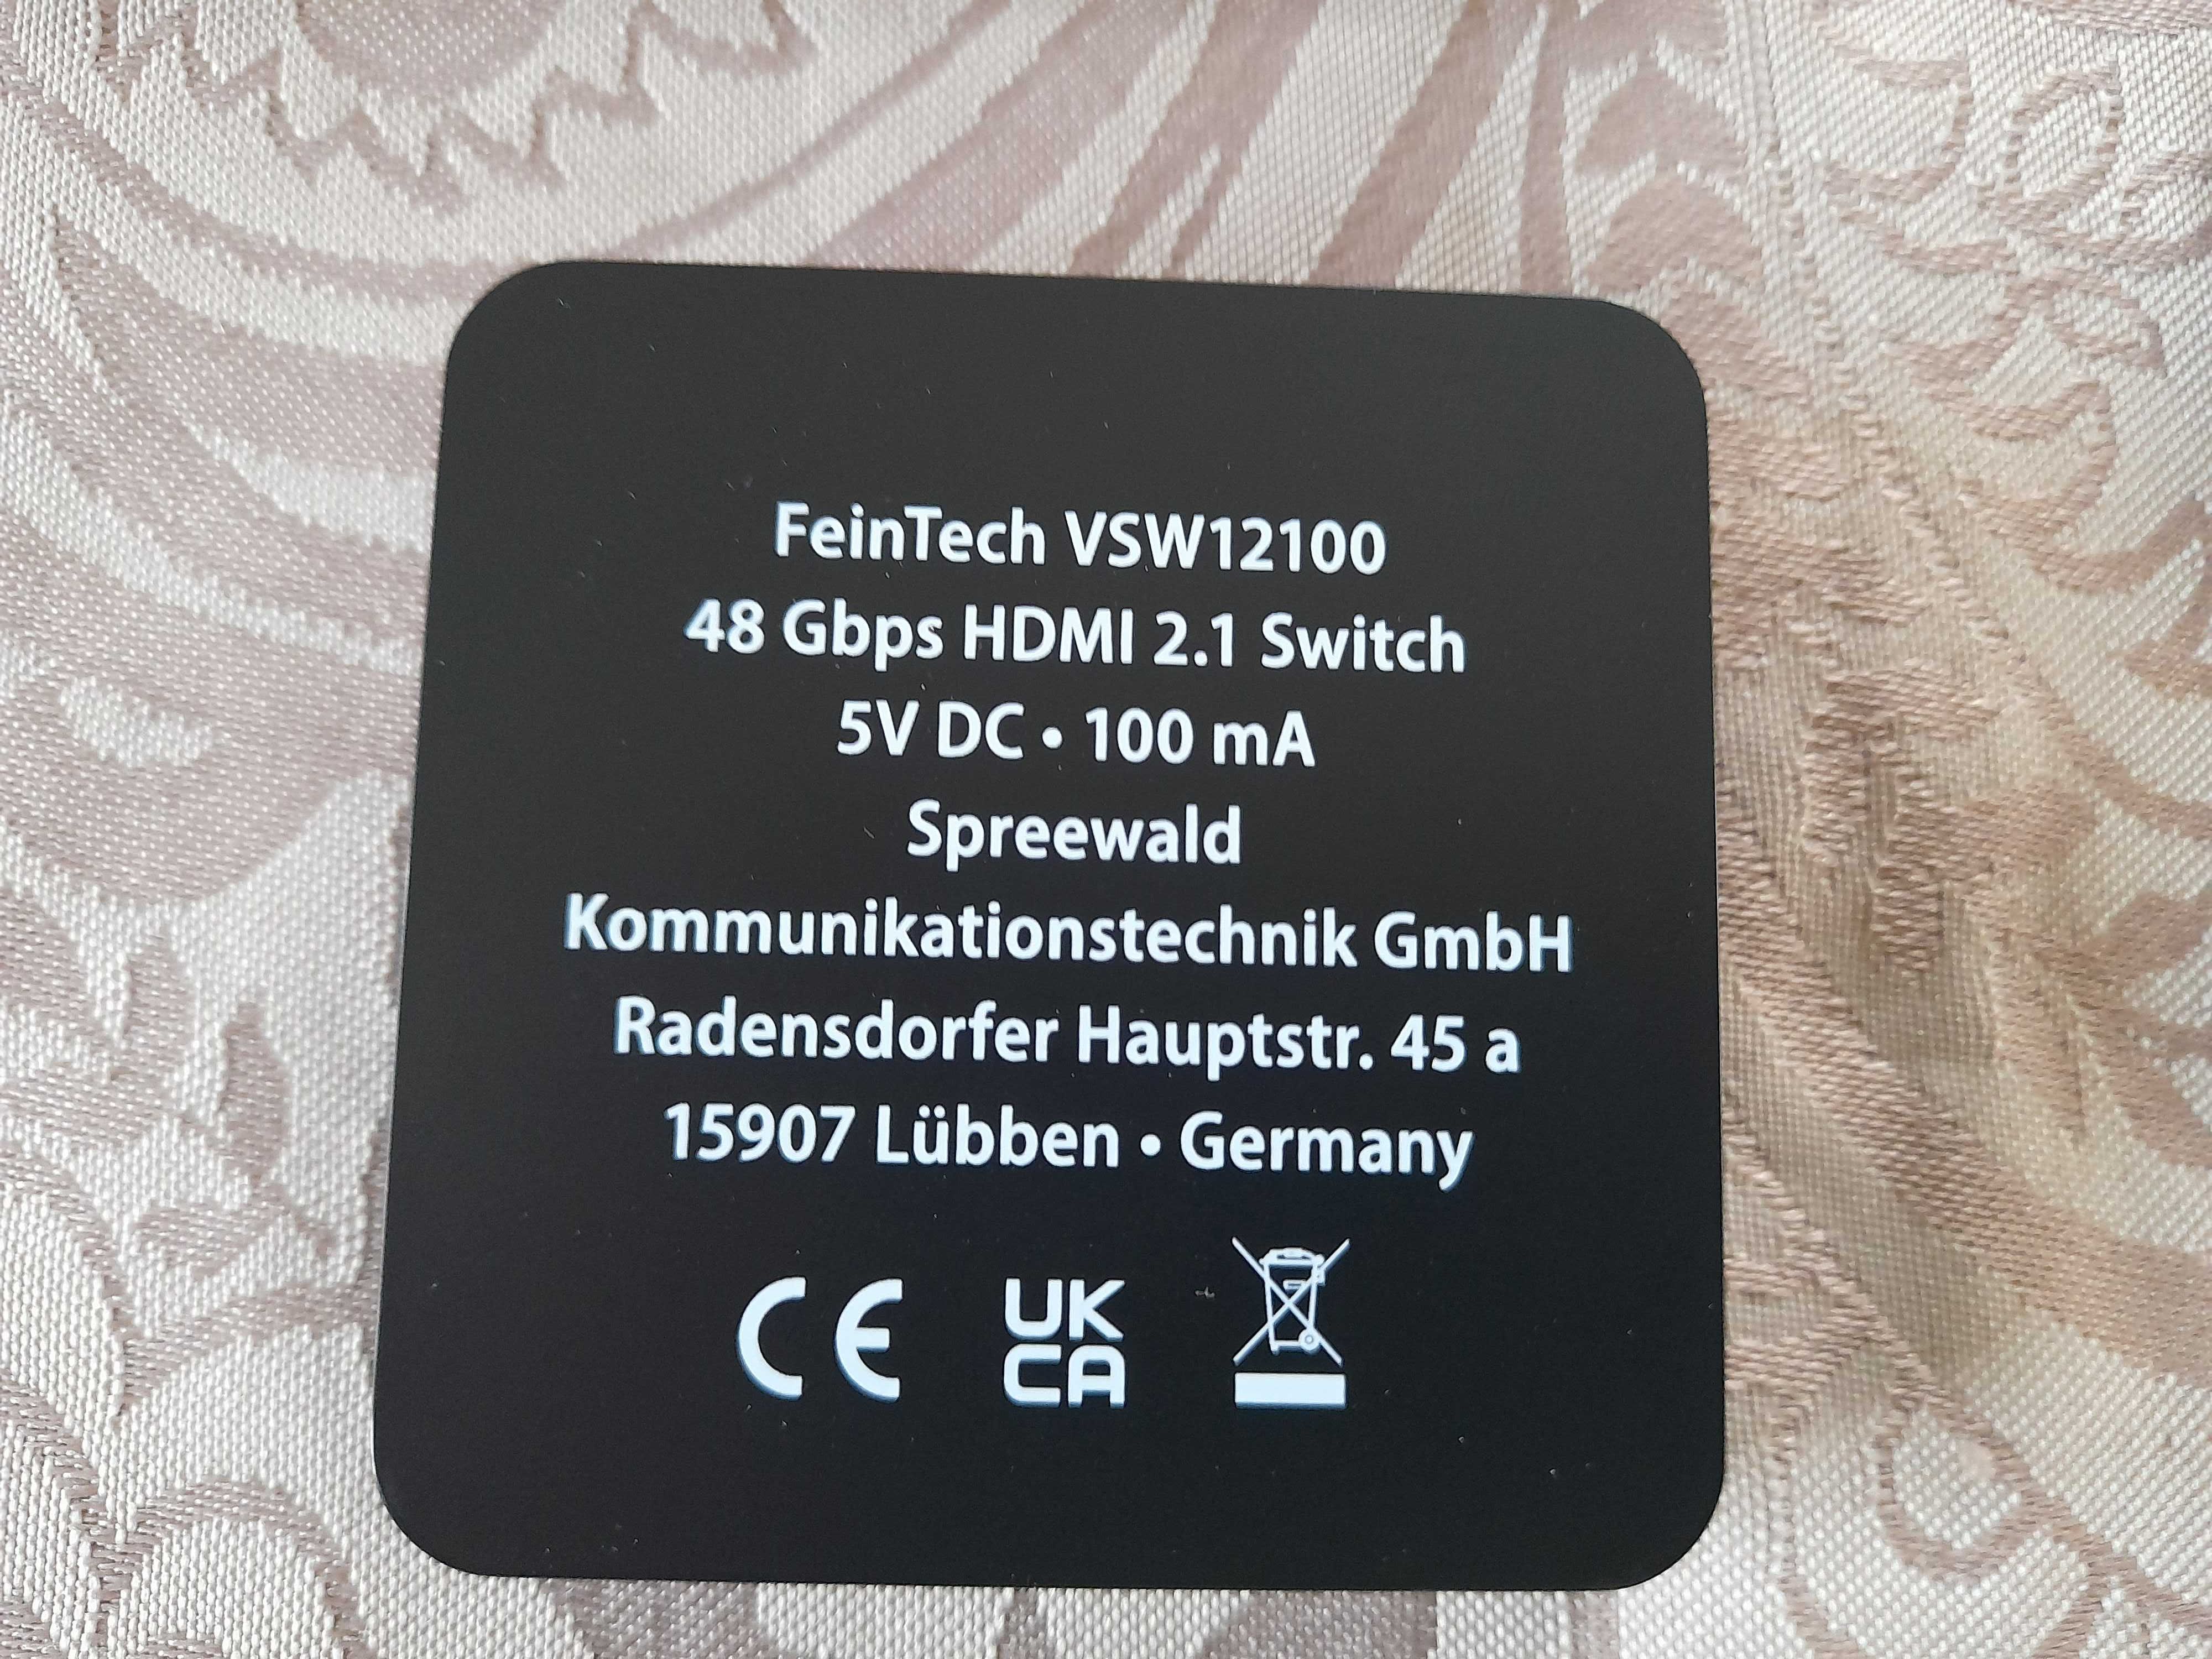 FeinTech VSW12100
48 Gbps HDMI 2.1 Switch
5V DC • 100 mA
Spreewald
Kommunikationstechnik GmbH
Radensdorfer Hauptstr. 45 a
15907 Lübben • Germany
CE UK
CA